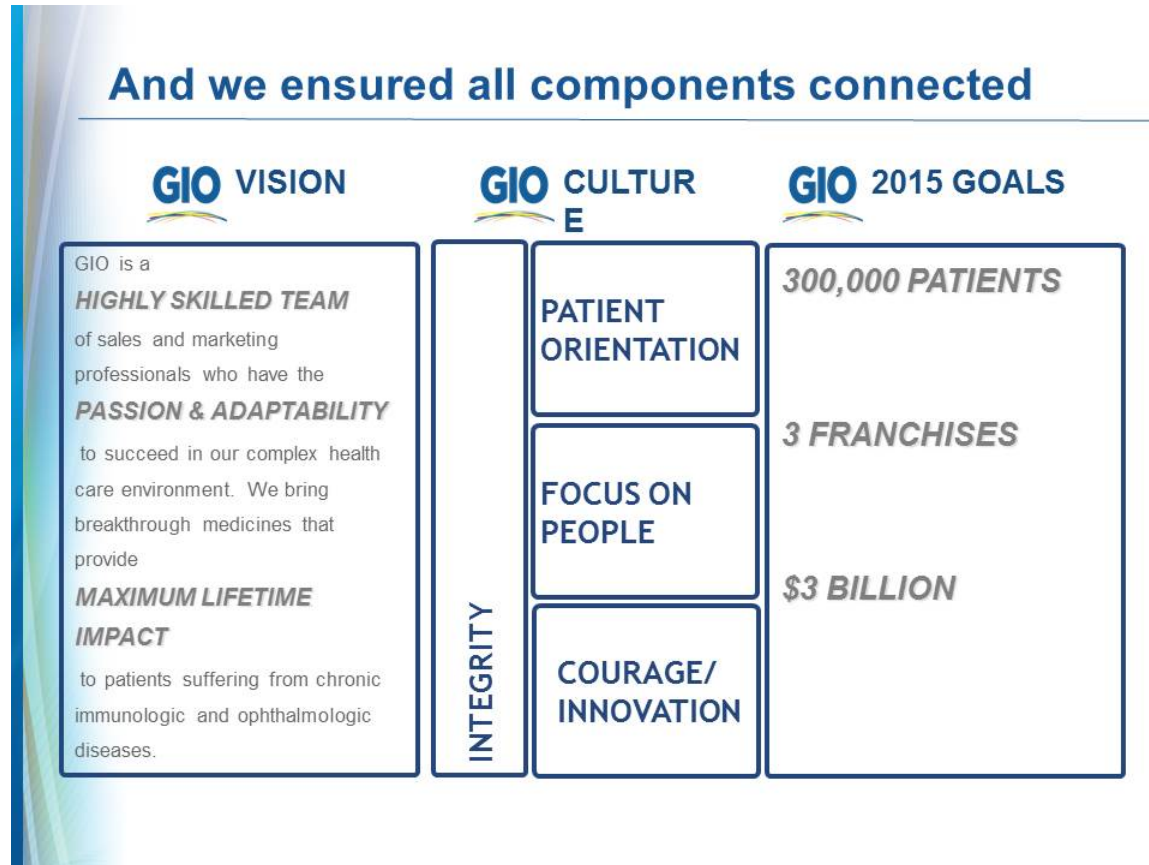 And we ensured all components connected
GIO VISION
GIO is a
HIGHLY SKILLED TEAM
of sales and marketing
professionals who have the
PASSION & ADAPTABILITY
to succeed in our complex health
care environment. We bring
breakthrough medicines that
provide
MAXIMUM LIFETIME
IMPACT
to patients suffering from chronic
immunologic and ophthalmologic
diseases.
GIO CULTUR
E
INTEGRITY
PATIENT
ORIENTATION
FOCUS ON
PEOPLE
COURAGE/
INNOVATION
GIO 2015 GOALS
300,000 PATIENTS
3 FRANCHISES
$3 BILLION